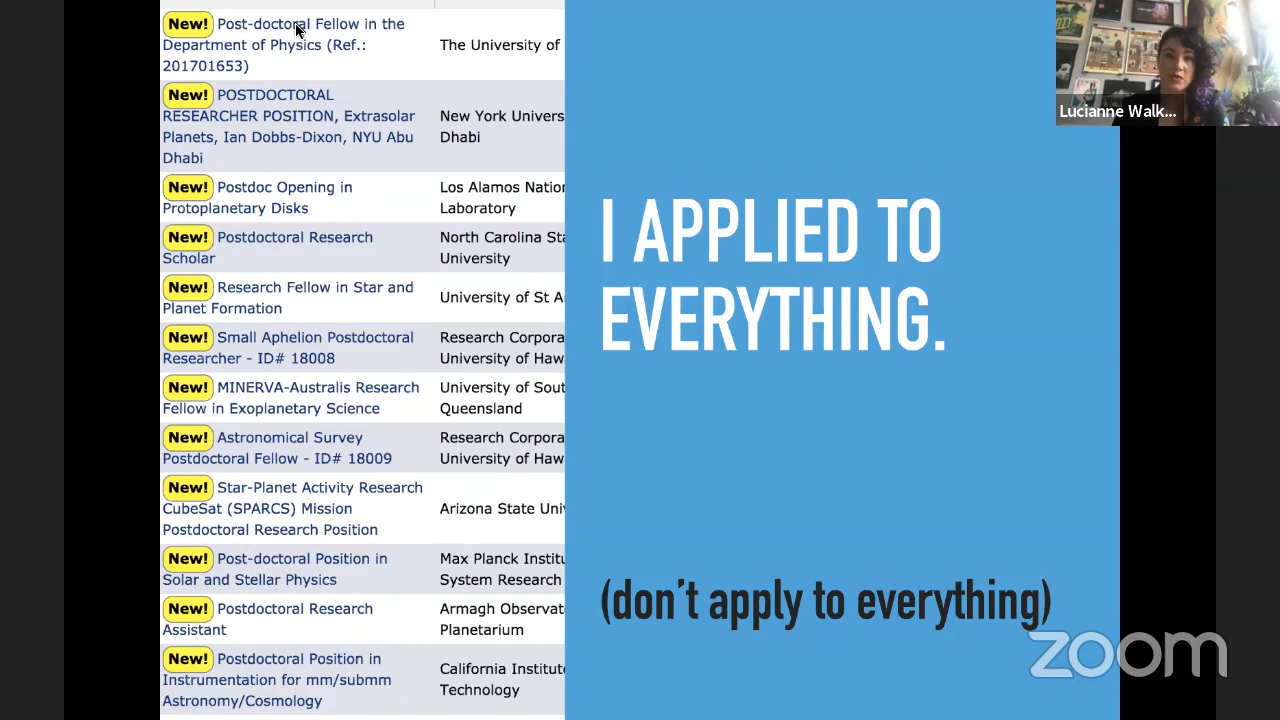 New! Post-doctoral Fellow in the
Department of Physics (Ref.:
201701653)
The University of
New! POSTDOCTORAL
RESEARCHER POSITION, Extrasolar
Planets, Ian Dobbs-Dixon, NYU Abu
Dhabi
New York Univers
Dhabi
New! Postdoc Opening in
Protoplanetary Disks
Los Alamos Nation
Laboratory
New! Postdoctoral Research
Scholar
North Carolina Sta
University
New! Research Fellow in Star and
Planet Formation
University of St A
New! Small Aphelion Postdoctoral
Researcher - ID# 18008
Research Corpora
University of Haw
New! MINERVA-Australis Research
Fellow in Exoplanetary Science
University of Sout
Queensland
New! Astronomical Survey
Postdoctoral Fellow - ID# 18009
Research Corpora
University of Haw
New! Star-Planet Activity Research
CubeSat (SPARCS) Mission
Postdoctoral Research Position
Arizona State Univ
New! Post-doctoral Position in
Solar and Stellar Physics
Max Planck Institu
System Research
New! Postdoctoral Research
Assistant
Armagh Observato
Planetarium
New! Postdoctoral Position in
Instrumentation for mm/submm
Astronomy/Cosmology
California Institute
Technology
I APPLIED TO
EVERYTHING.
(don't apply to everything)
Lucianne Walk...
zoom